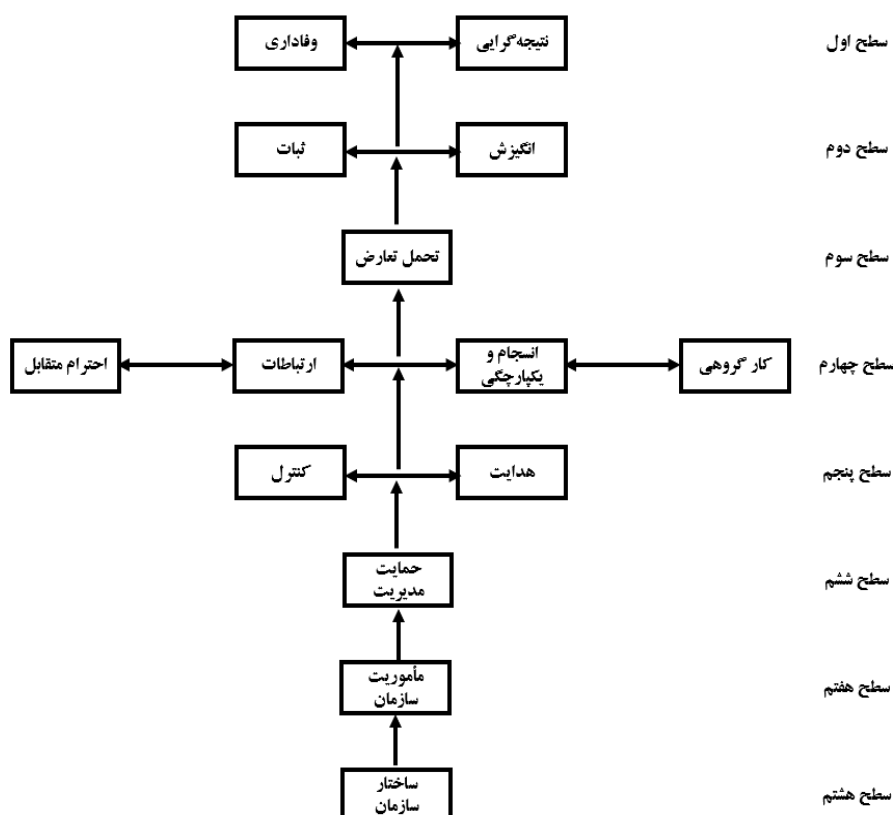 سطح اول
نتیجه‌گرایی
وفاداری
سطح دوم
انگیزش
ثبات
سطح سوم
تحمل تعارض
سطح چهارم
کار گروهی
انسجام و
یکپارچگی
ارتباطات
احترام متقابل
سطح پنجم
هدایت
کنترل
سطح ششم
حمایت
مدیریت
سطح هفتم
مأموریت
سازمان
سطح هشتم
ساختار
سازمان